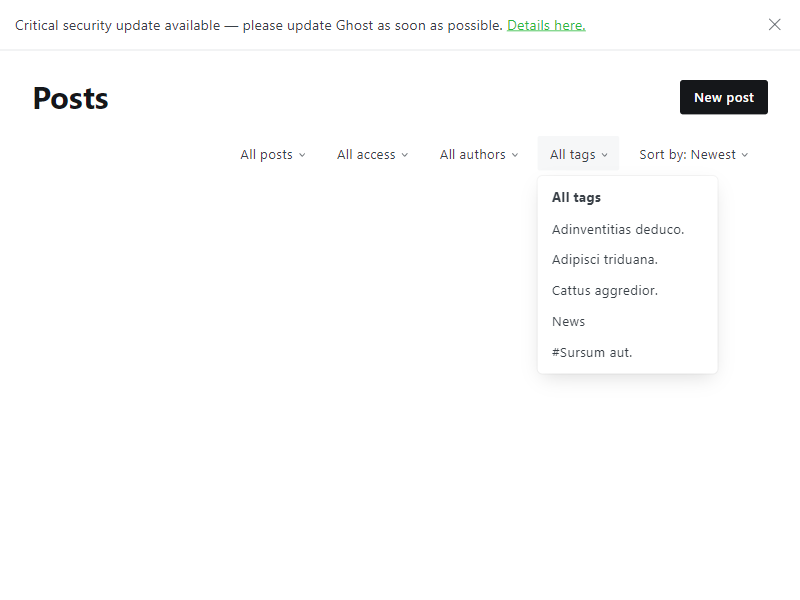 Critical security update available — please update Ghost as soon as possible. Details here.
Posts
New post
All posts
All access
All authors
All tags
Sort by: Newest
All tags
Adinventitias deduco.
Adipisci triduana.
Cattus aggredior.
News
#Sursum aut.